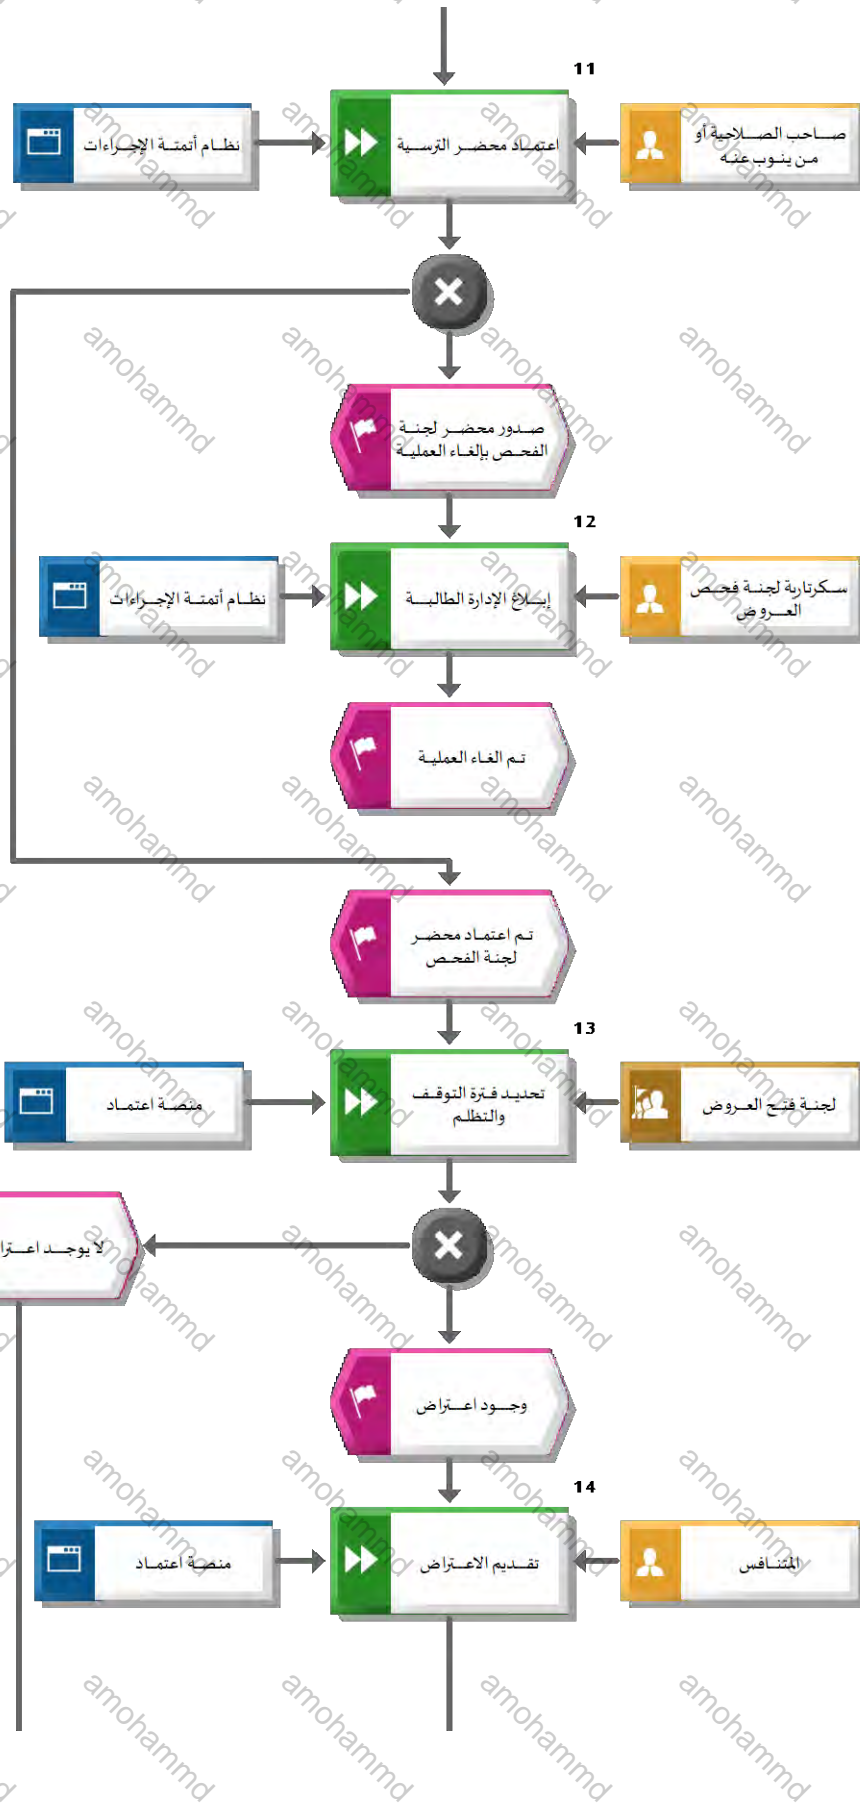 11
صاحب الصلاحية أو
من ينوب عنه
اعتماد محضر الترسية
نظام أتمتة الإجراءات
صدور محضر لجنة
الفحص بإلغاء العملية
12
سكرتارية لجنة فحص
العروض
إبلاغ الإدارة الطالبة
نظام أتمتة الإجراءات
تم الغاء العملية
تم اعتماد محضر
لجنة الفحص
13
لجنة فتح العروض
تحديد فترة التوقف
والتظلم
منصة اعتماد
لا يوجد
وجود اعتراض
14
المتنافس
تقديم الاعتراض
منصة اعتماد
amohammd